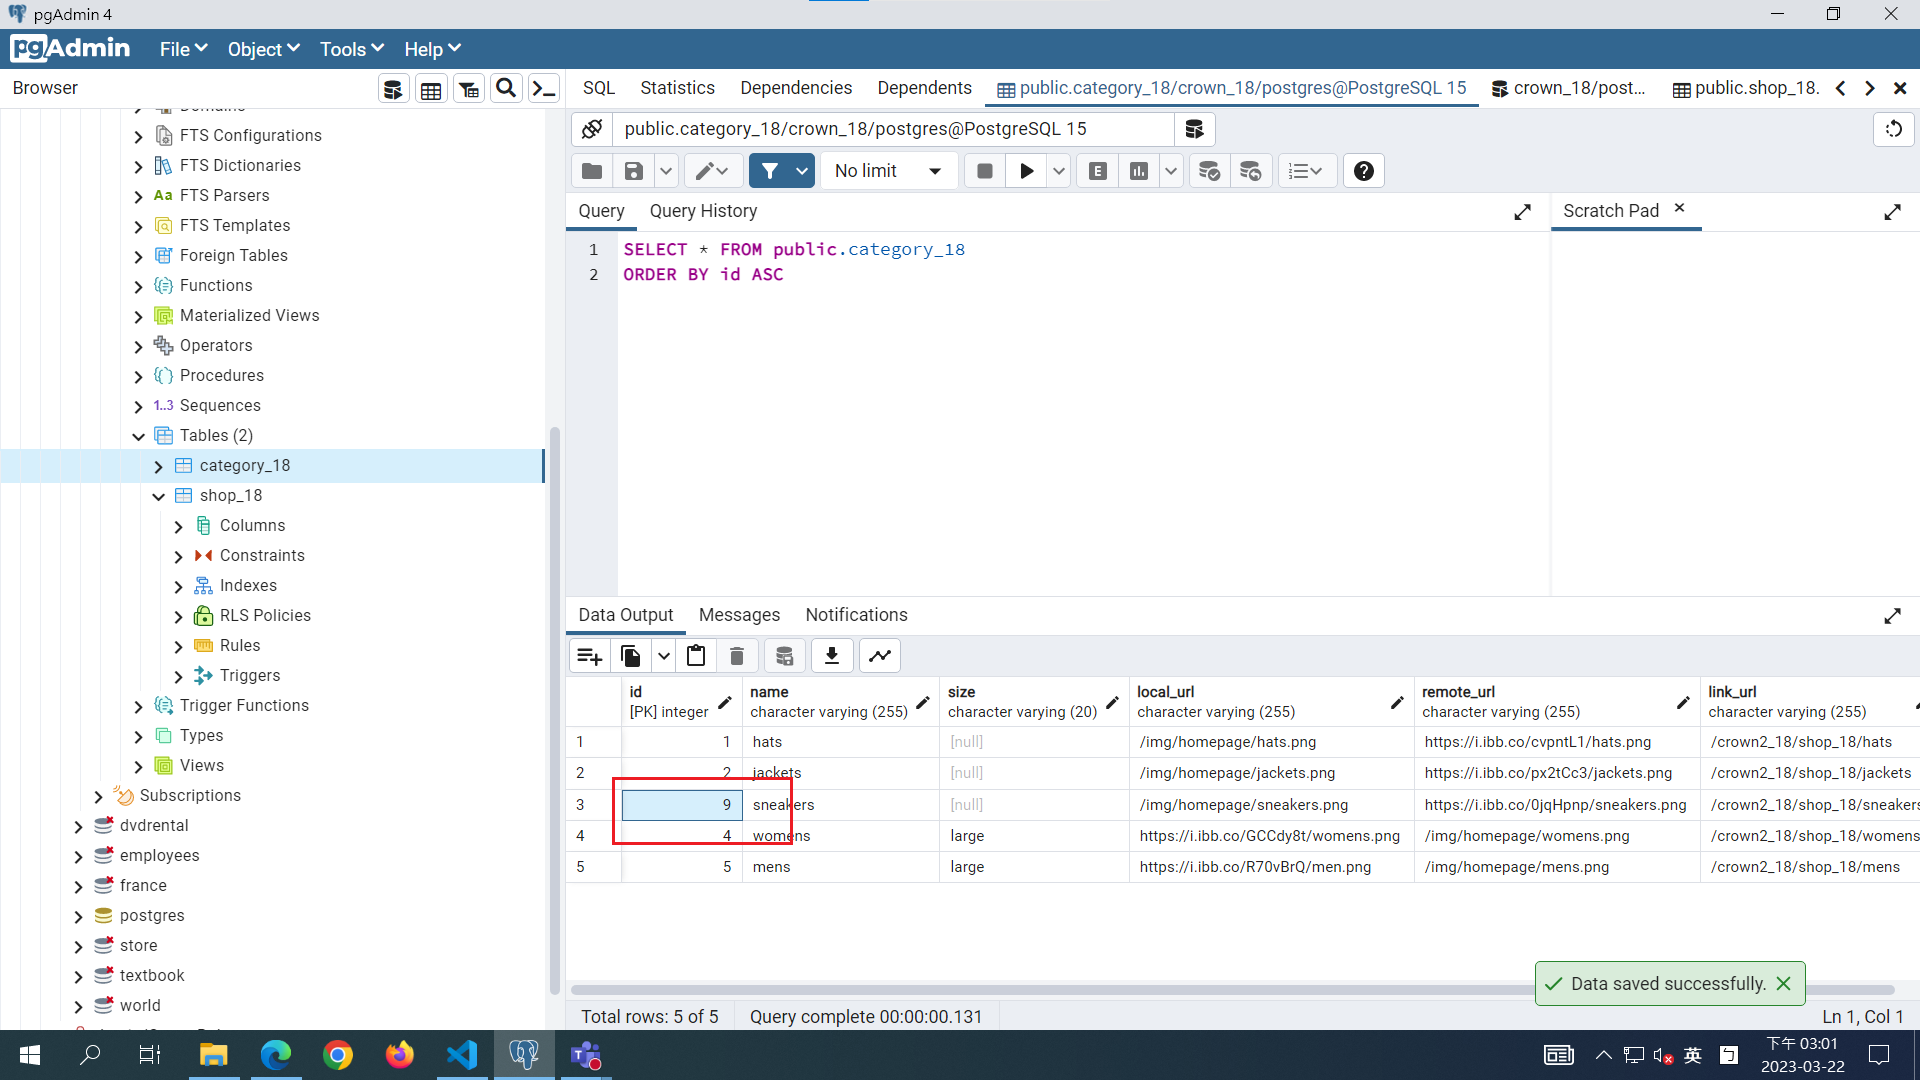 pgAdmin 4
pgAdmin File Object Tools Help
Browser
SQL Statistics Dependencies Dependents public.category_18/crown_18/postgres@PostgreSQL 15 crown_18/post... public.shop_18.
public.category_18/crown_18/postgres@PostgreSQL 15
No limit
E
Query Query History
Scratch Pad
1 SELECT * FROM public.category_18
2 ORDER BY id ASC
Domains
FTS Configurations
FTS Dictionaries
Aa FTS Parsers
FTS Templates
Foreign Tables
Functions
Materialized Views
Operators
Procedures
1..3 Sequences
Tables (2)
category_18
shop_18
Columns
Constraints
Indexes
RLS Policies
Rules
Triggers
Trigger Functions
Types
Views
Subscriptions
dvdrental
employees
france
postgres
store
textbook
world
Data Output Messages Notifications
id name size local_url remote_url link_url
[PK] integer character varying (255) character varying (20) character varying (255) character varying (255) character varying (255)
1 1 hats [null] /img/homepage/hats.png https://i.ibb.co/cvpntL1/hats.png /crown2_18/shop_18/hats
2 2 jackets [null] /img/homepage/jackets.png https://i.ibb.co/px2tCc3/jackets.png /crown2_18/shop_18/jackets
3 9 sneakers [null] /img/homepage/sneakers.png https://i.ibb.co/0jqHpnp/sneakers.png /crown2_18/shop_18/sneakers
4 4 womens large https://i.ibb.co/GCCdy8t/womens.png /img/homepage/womens.png /crown2_18/shop_18/womens
5 5 mens large https://i.ibb.co/R70vBrQ/men.png /img/homepage/mens.png /crown2_18/shop_18/mens
Data saved successfully.
Total rows: 5 of 5 Query complete 00:00:00.131 Ln 1, Col 1
英 下午 03:01
2023-03-22